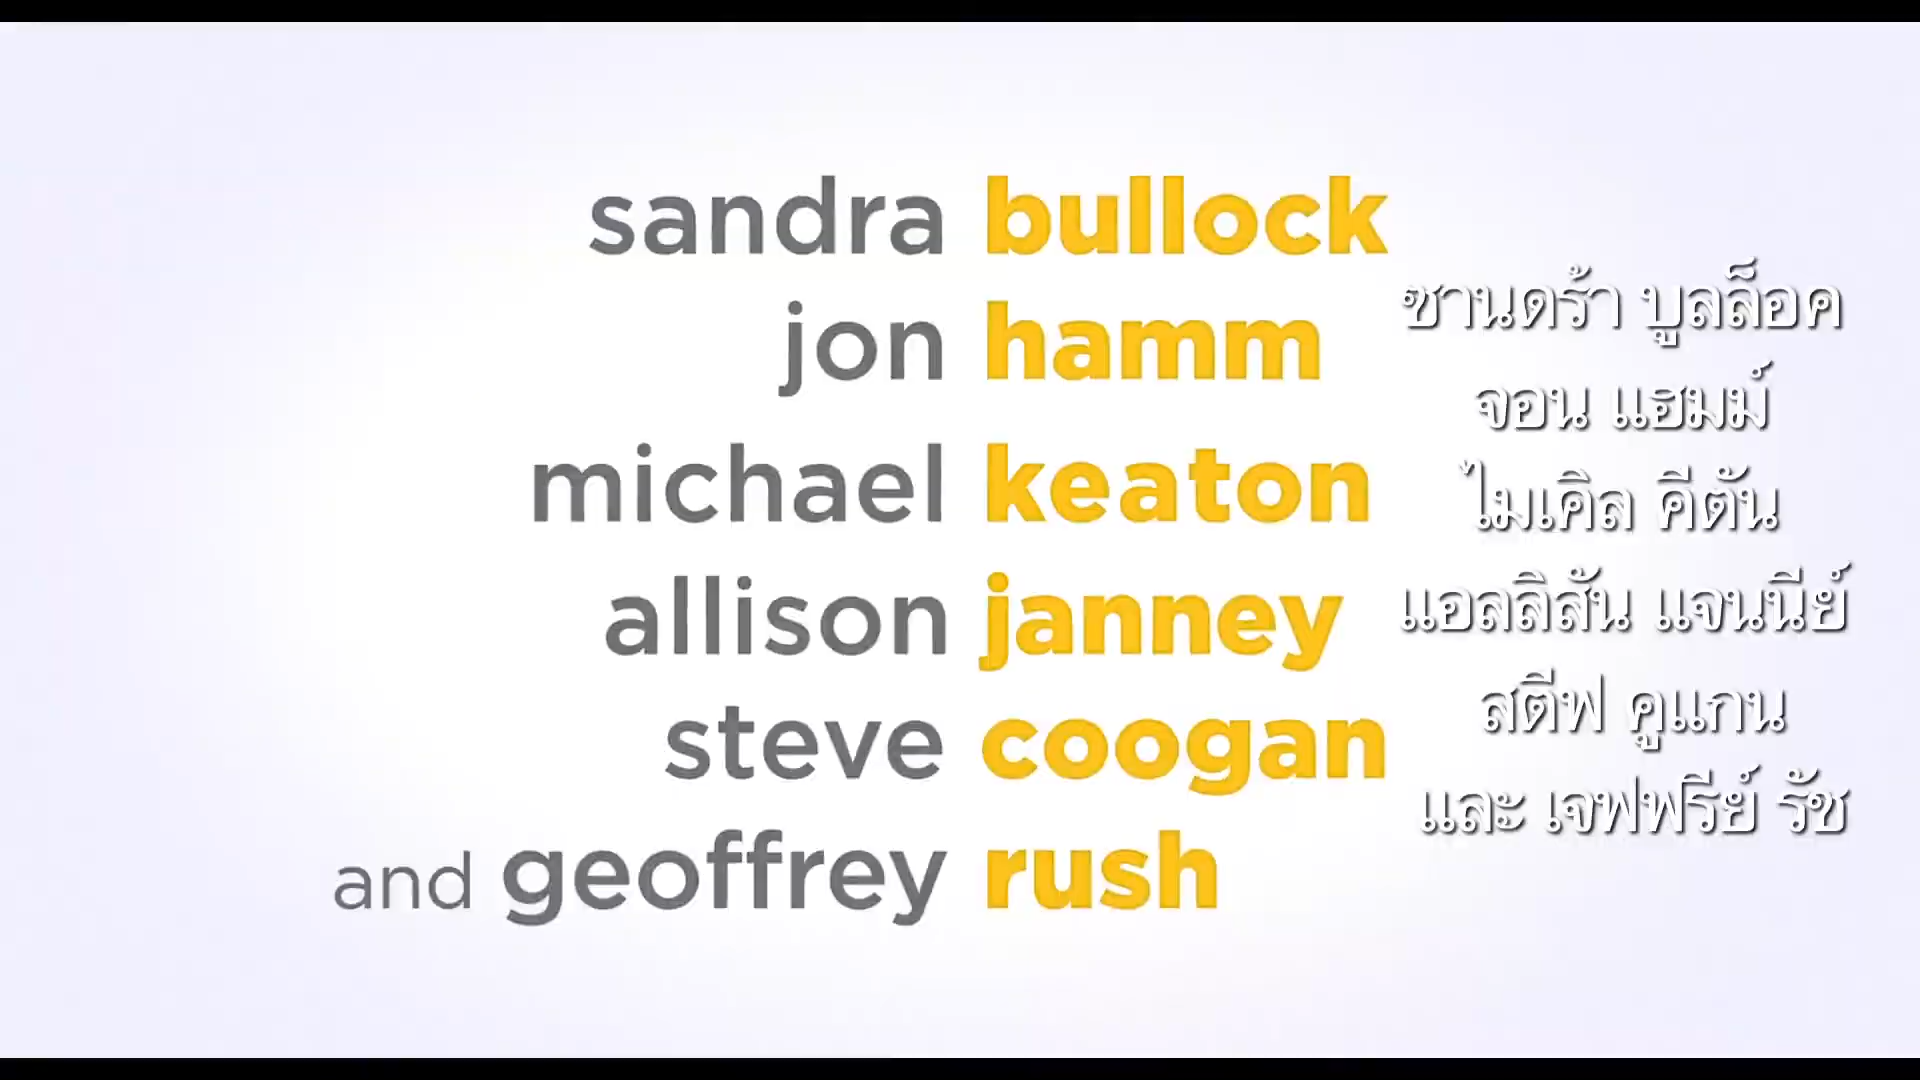 sandra bullock
jon hamm
michael keaton
allison janney
steve coogan
and geoffrey rush
ซานดร้า บูลล็อค
จอน แฮมม์
ไมเคิล คีตัน
แอลลิสัน แจนนีย์
สตีฟ คูแกน
และ เจฟฟรีย์ รัช